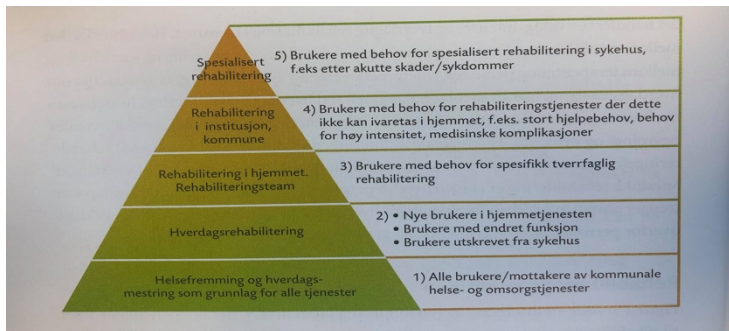 Spesialisert
rehabilitering
5) Brukere med behov for spesialisert rehabilitering i sykehus,
f.eks etter akutte skader/sykdommer
Rehabilitering
i institusjon,
kommune
4) Brukere med behov for rehabiliteringstjenester der dette
ikke kan ivaretas i hjemmet, f.eks. stort hjelpebehov, behov
for høy intensitet, medisinske komplikasjoner
Rehabilitering i hjemmet.
Rehabiliteringsteam
3) Brukere med behov for spesifikk tverrfaglig
rehabilitering
Hverdagsrehabilitering
2) • Nye brukere i hjemmetjenesten
• Brukere med endret funksjon
• Brukere utskrevet fra sykehus
Helsefremming og hverdags-
mestring som grunnlag for alle tjenester
1) Alle brukere/mottakere av kommunale
helse- og omsorgstjenester